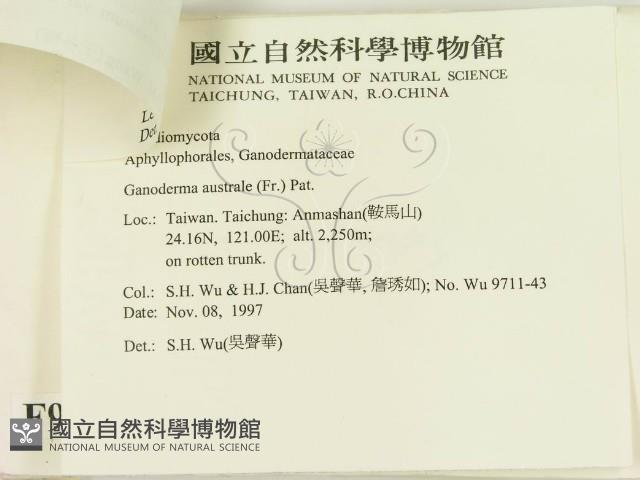 國立自然科學博物館
NATIONAL MUSEUM OF NATURAL SCIENCE
TAICHUNG, TAIWAN, R.O.CHINA
Det
Aphyllophorales, Ganodermataceae
Ganoderma australe (Fr.) Pat.
Loc.: Taiwan. Taichung: Anmashan(鞍馬山)
24.16N, 121.00E; alt. 2,250m;
on rotten trunk.
Col.: S.H. Wu & H.J. Chan(吳聲華, 詹琇如); No. Wu 9711-43
Date: Nov. 08, 1997
Det.: S.H. Wu(吳聲華)
國立自然科學博物館
NATIONAL MUSEUM OF NATURAL SCIENCE